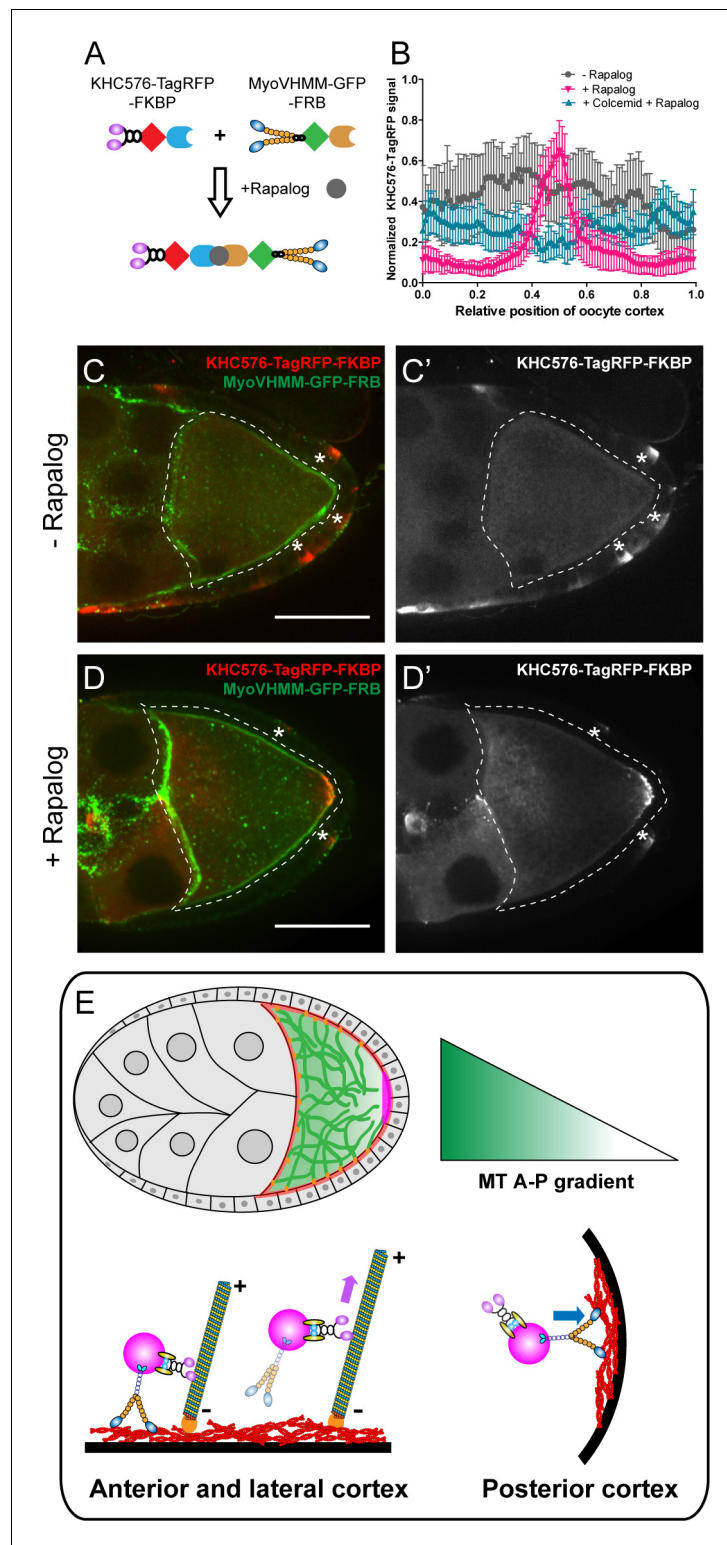 A
KHC576-TagRFP
-FKBP
+
MyoVHMM-GFP
-FRB
+Rapalog
B
- Rapalog
+ Rapalog
+ Colcemid + Rapalog
Normalized KHC576-TagRFP signal
1.0
0.8
0.6
0.4
0.2
0.0
0.0
0.2
0.4
0.6
0.8
1.0
Relative position of oocyte cortex
- Rapalog
C
KHC576-TagRFP-FKBP
MyoVHMM-GFP-FRB
*
*
*
C'
KHC576-TagRFP-FKBP
*
*
*
+ Rapalog
D
KHC576-TagRFP-FKBP
MyoVHMM-GFP-FRB
*
*
D'
KHC576-TagRFP-FKBP
*
*
E
MT A-P gradient
+
-
+
-
Anterior and lateral cortex
Posterior cortex